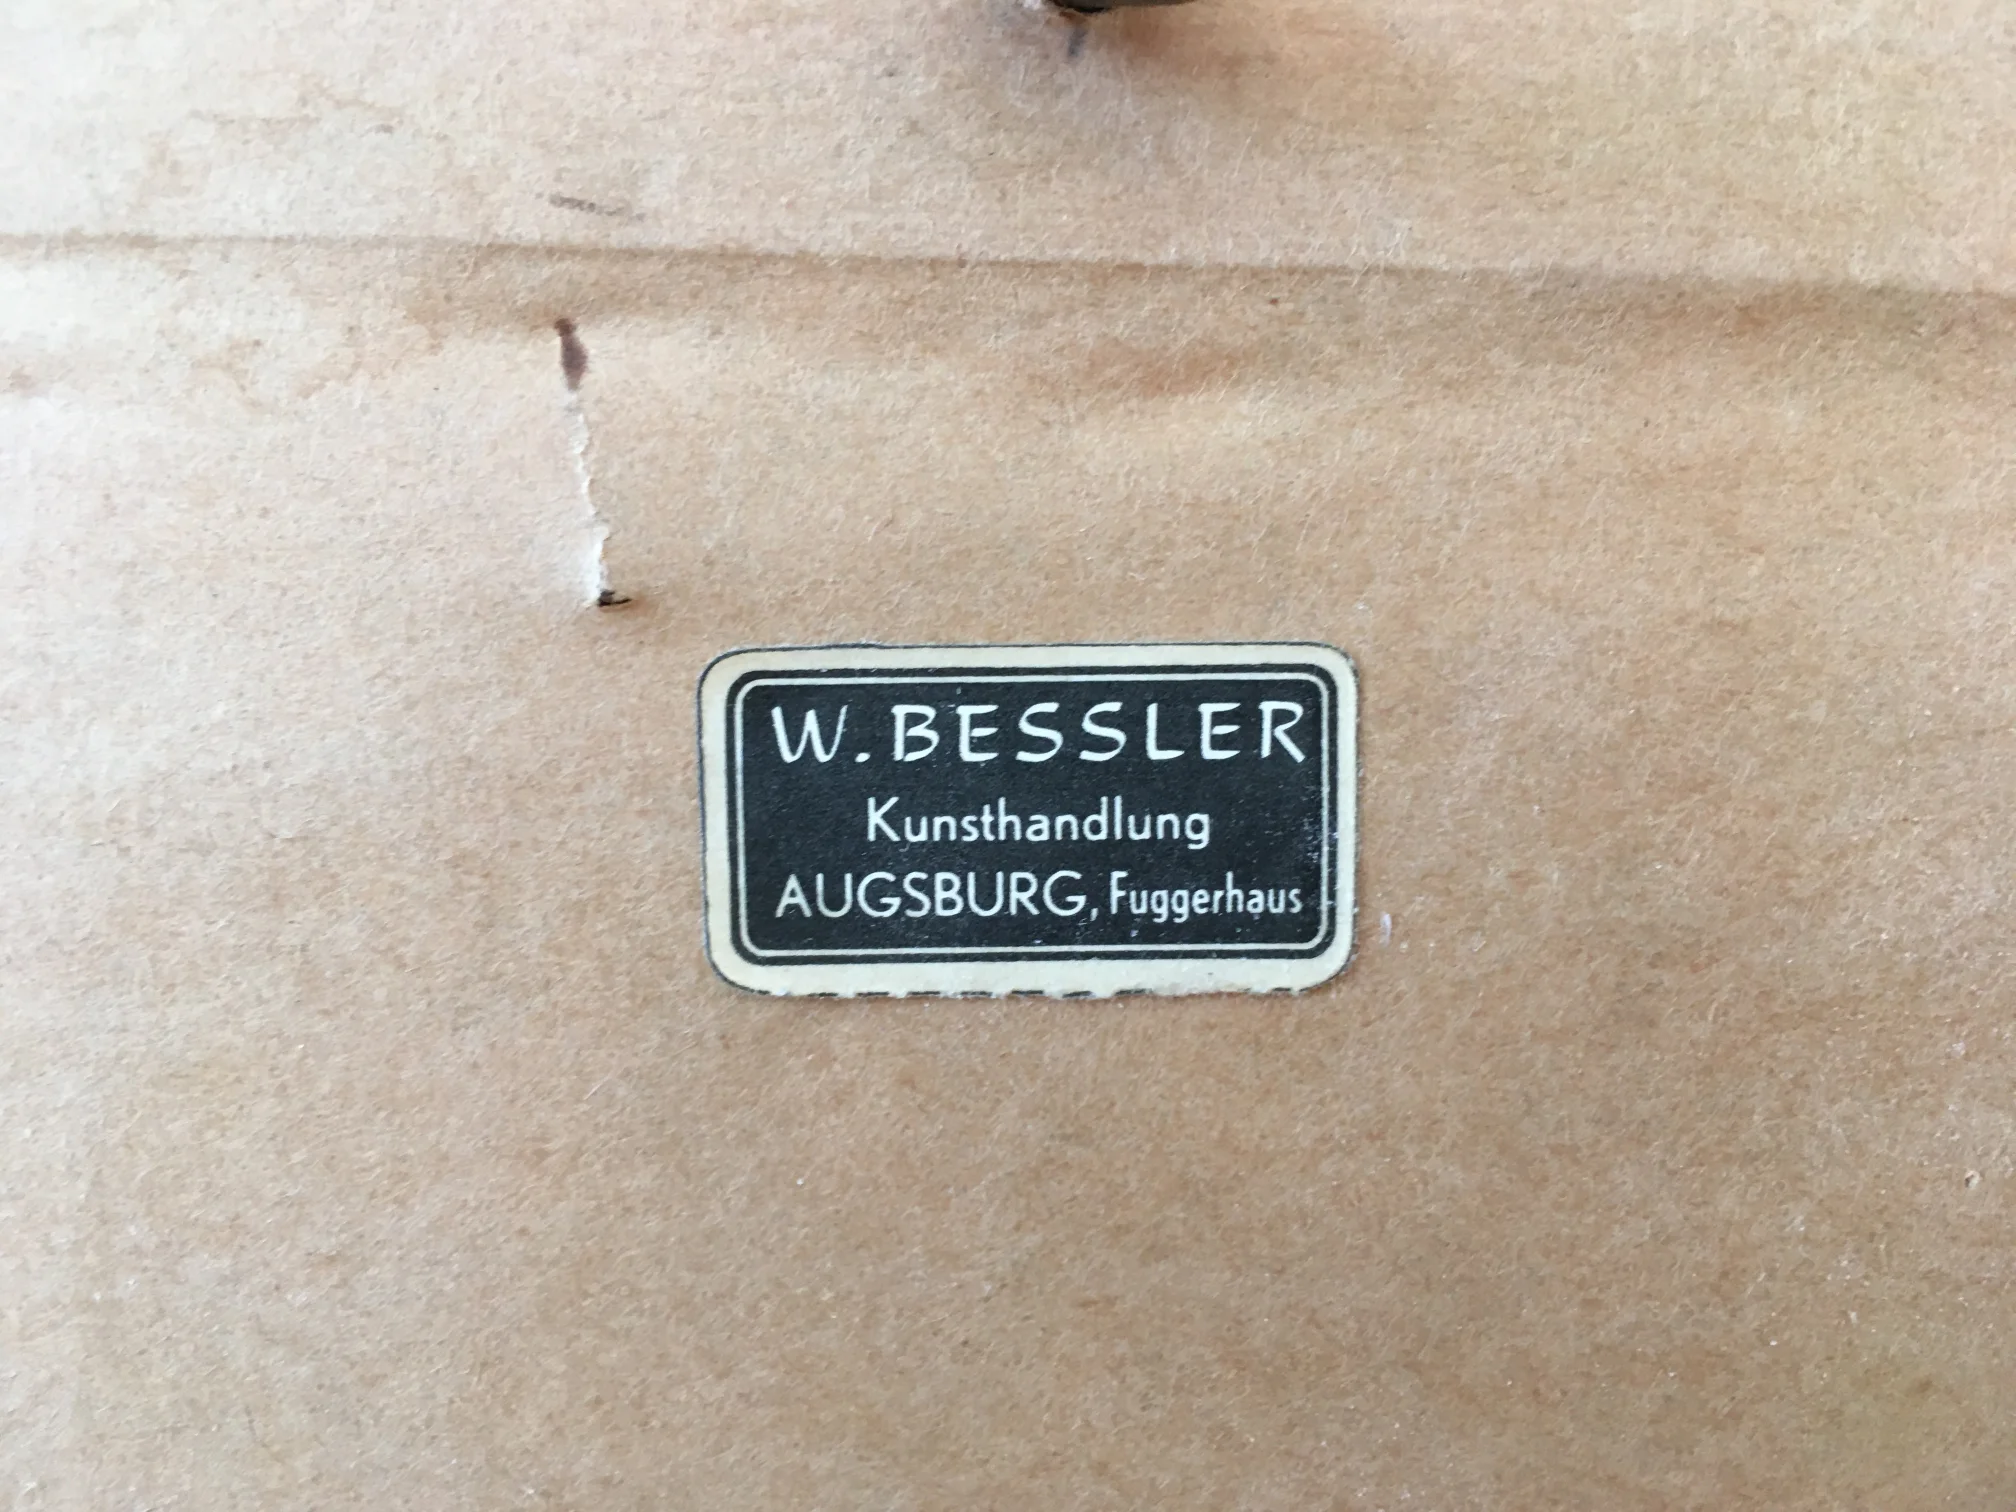 W. BESSLER
Kunsthandlung
AUGSBURG, Fuggerhaus